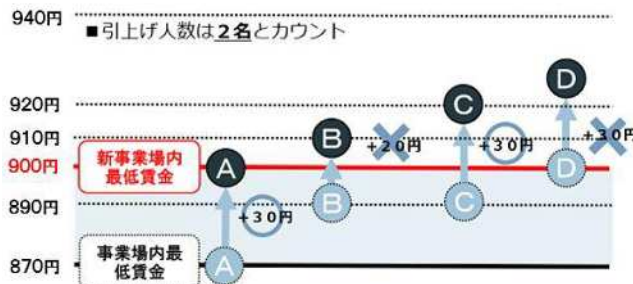 940円
■引上げ人数は２名とカウント
920円
910円
900円
890円
870円
新事業場内
最低賃金
事業場内最
低賃金
A
+３０円
A
B
+２０円
B
C
+３０円
C
D
+３０円
D